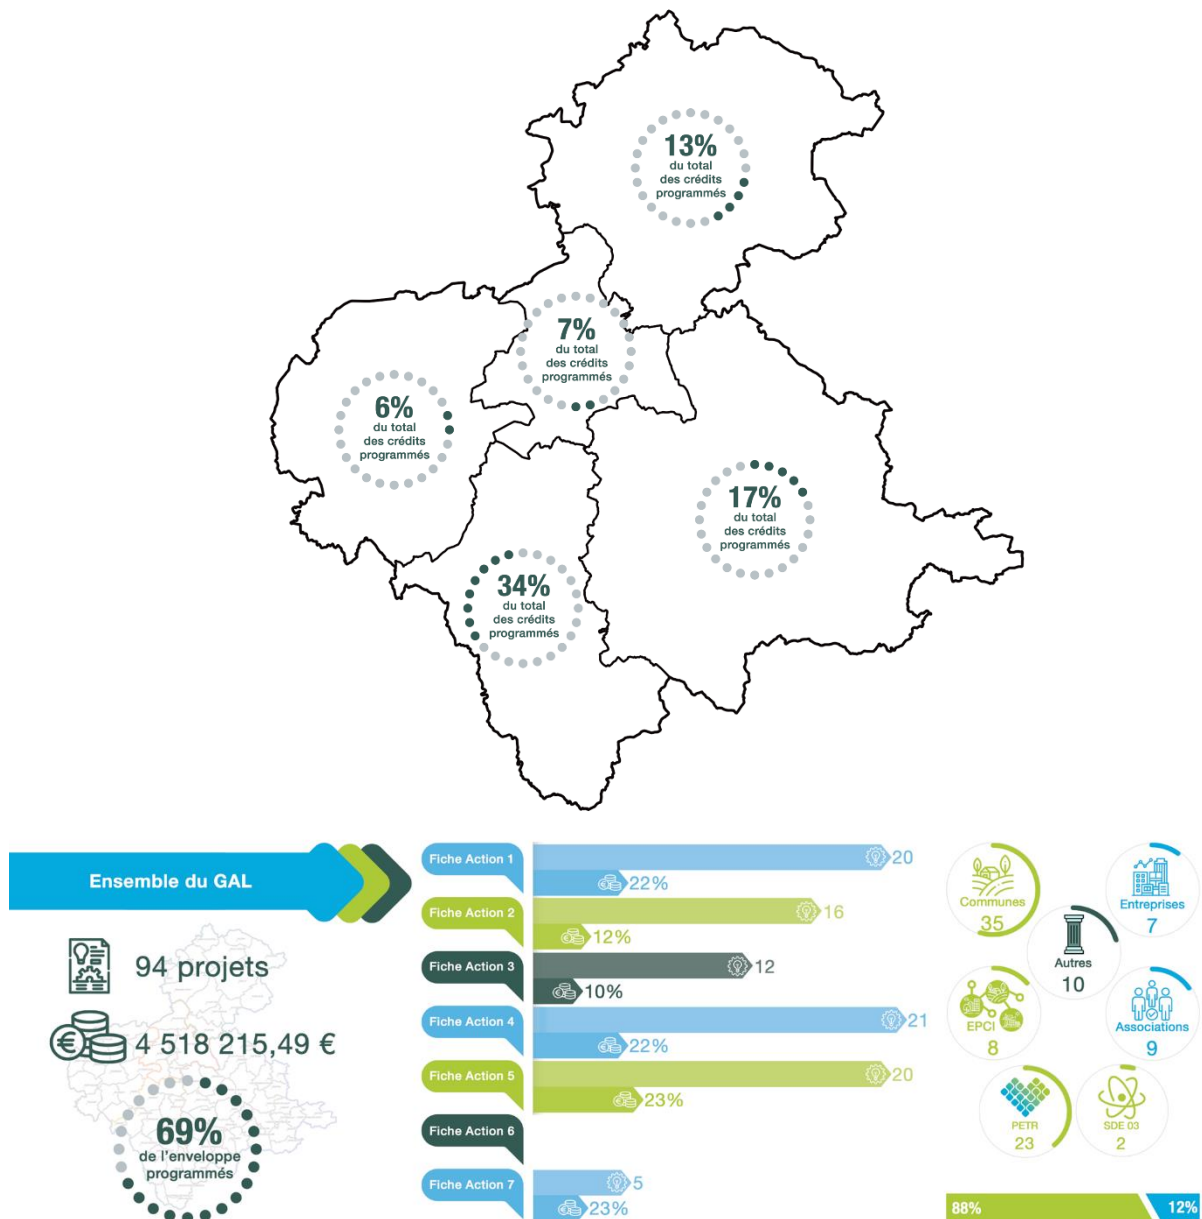 13%
du total
des crédits
programmés
7%
du total
des crédits
programmés
6%
du total
des crédits
programmés
17%
du total
des crédits
programmés
34%
du total
des crédits
programmés
Ensemble du GAL
94 projets
4 518 215,49 €
69%
de l'enveloppe
programmés
Fiche Action 1
20
22%
Fiche Action 2
16
12%
Fiche Action 3
12
10%
Fiche Action 4
21
22%
Fiche Action 5
20
23%
Fiche Action 6
Fiche Action 7
5
23%
Communes
35
Entreprises
7
Autres
10
EPCI
8
Associations
9
PETR
23
SDE 03
2
88%
12%